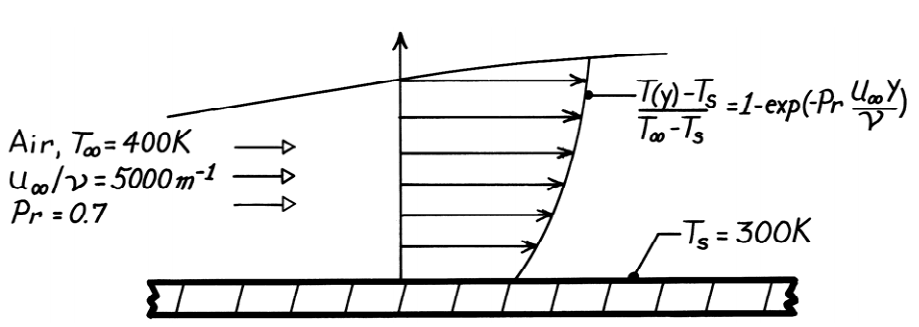 Air, T∞ = 400K
u∞/ν = 5000 m⁻¹
Pr = 0.7
T(y)-Ts / T∞-Ts = 1-exp(-Pr u∞y/ν)
Ts = 300K